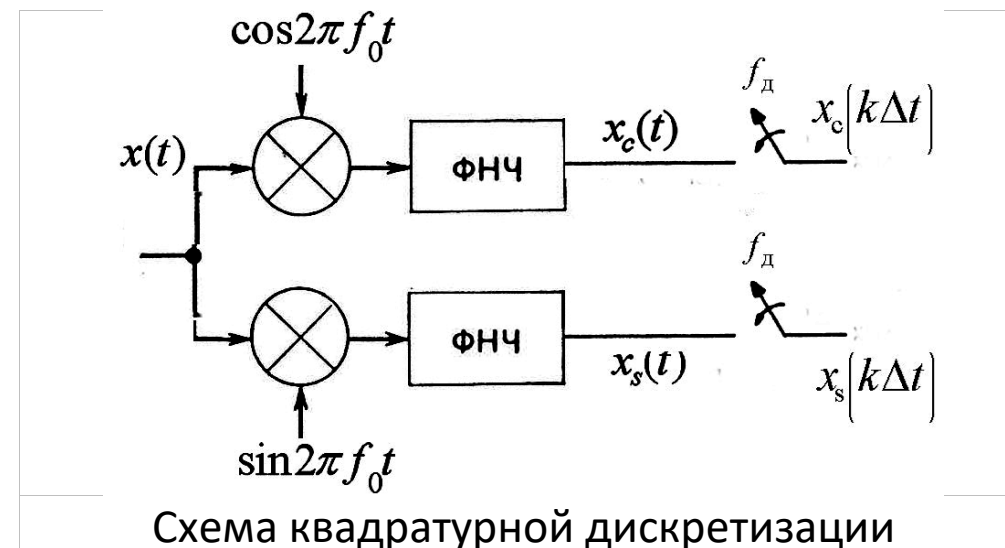 cos2πf₀t
x(t)
ФНЧ
x_c(t)
f_д
x_c(kΔt)
f_д
ФНЧ
x_s(t)
x_s(kΔt)
sin2πf₀t
Схема квадратурной дискретизации